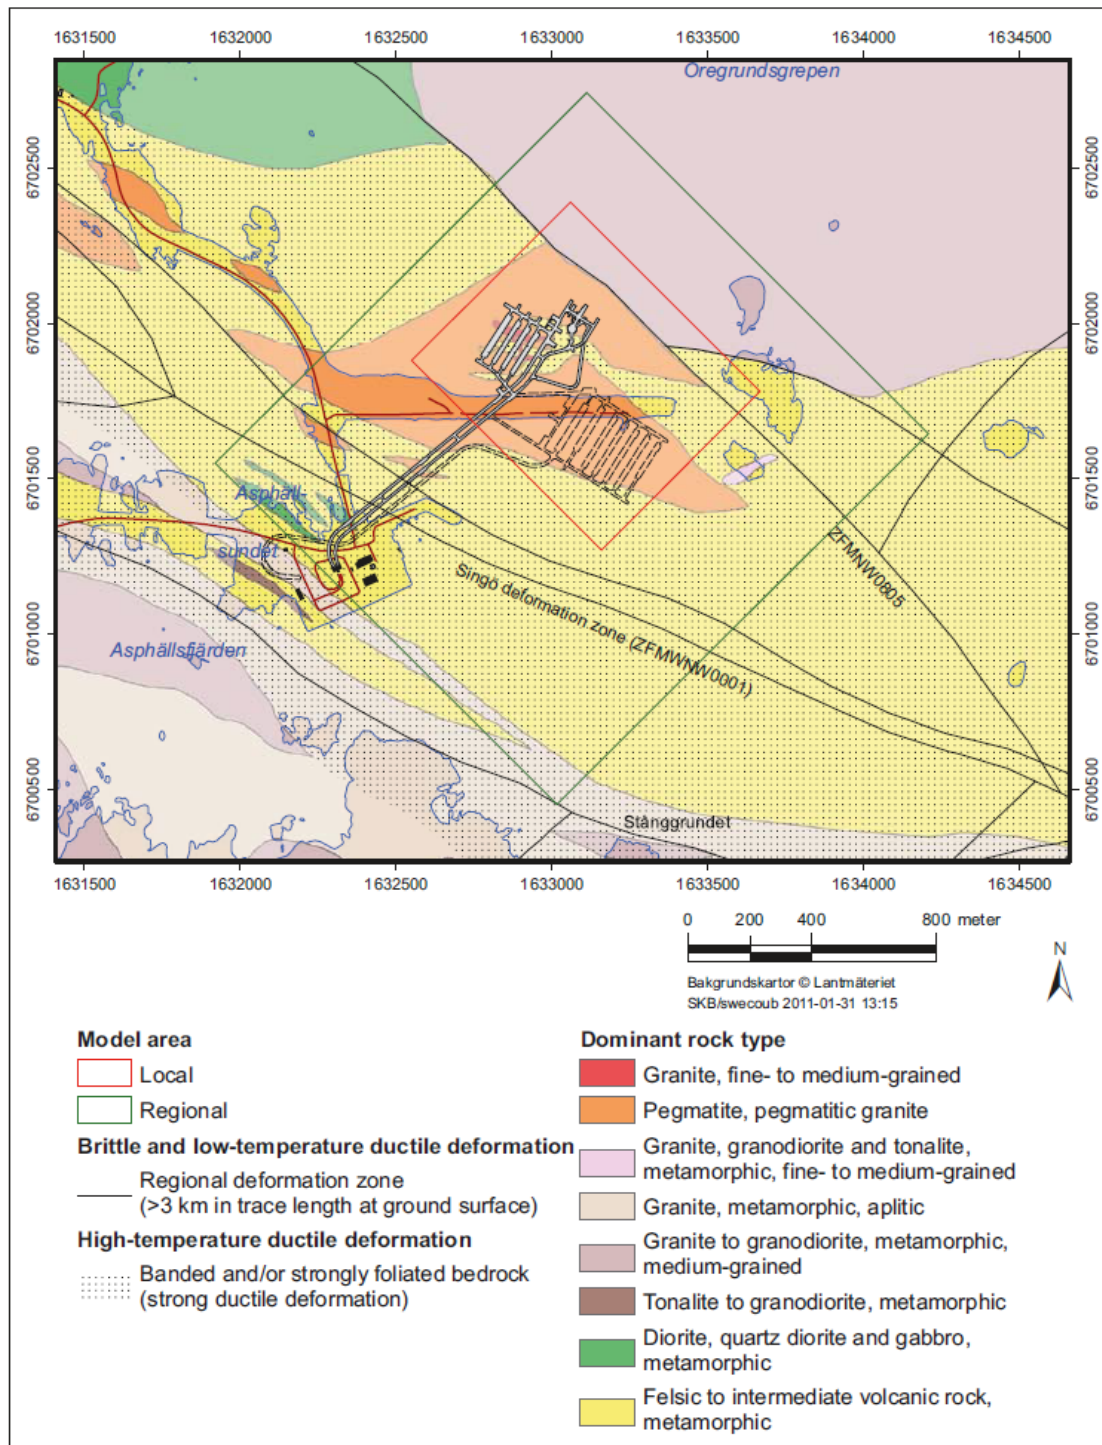 1631500 1632000 1632500 1633000 1633500 1634000 1634500
Öregrundsgrepen
6702500 6702500
6702000 6702000
6701500 6701500
6701000 6701000
6700500 6700500
Asphäll-
sundet
ZFMNW0805
Singö deformation zone (ZFMWNW0001)
Asphällsfjärden
Stånggrundet
1631500 1632000 1632500 1633000 1633500 1634000 1634500
0 200 400 800 meter
N
Bakgrundskartor © Lantmäteriet
SKB/swecoub 2011-01-31 13:15
Model area
Local
Regional
Brittle and low-temperature ductile deformation
Regional deformation zone
(>3 km in trace length at ground surface)
High-temperature ductile deformation
Banded and/or strongly foliated bedrock
(strong ductile deformation)
Dominant rock type
Granite, fine- to medium-grained
Pegmatite, pegmatitic granite
Granite, granodiorite and tonalite,
metamorphic, fine- to medium-grained
Granite, metamorphic, aplitic
Granite to granodiorite, metamorphic,
medium-grained
Tonalite to granodiorite, metamorphic
Diorite, quartz diorite and gabbro,
metamorphic
Felsic to intermediate volcanic rock,
metamorphic